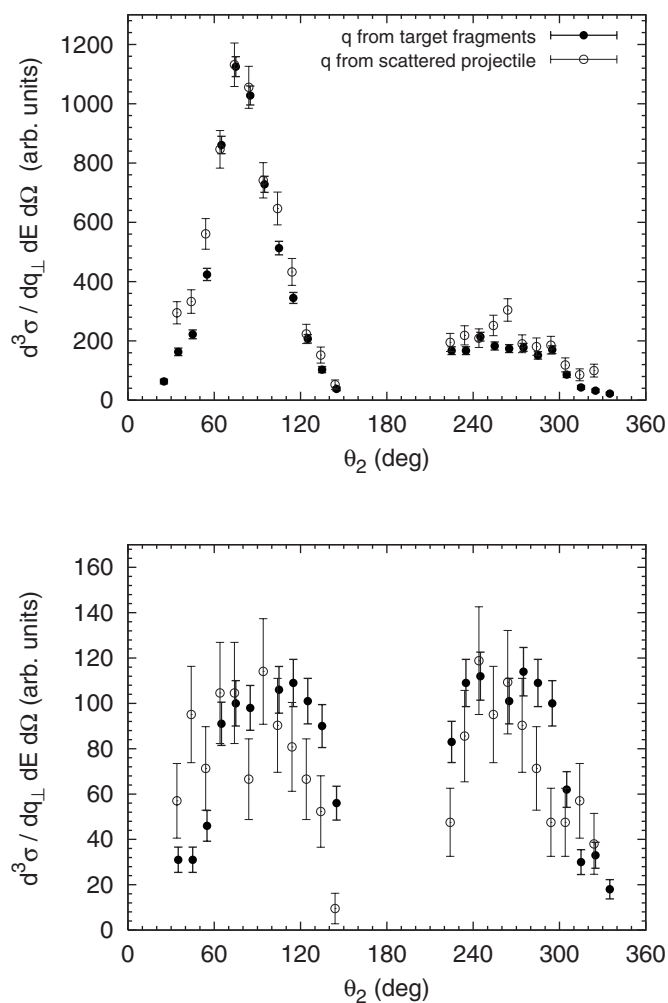 q from target fragments
q from scattered projectile
d³σ / dq⊥ dE dΩ (arb. units)
1200
1000
800
600
400
200
0
0 60 120 180 240 300 360
θ₂ (deg)
d³σ / dq⊥ dE dΩ (arb. units)
160
140
120
100
80
60
40
20
0
0 60 120 180 240 300 360
θ₂ (deg)